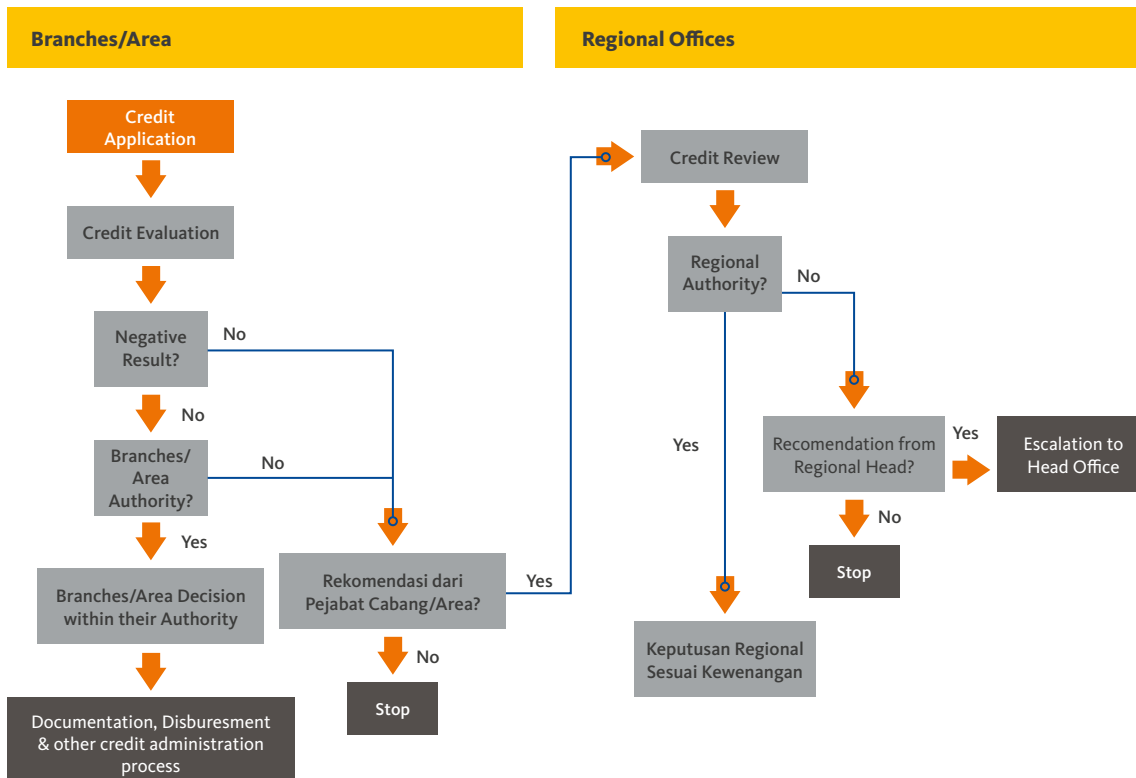 Branches/Area
Credit
Application
Credit Evaluation
Negative
Result?
No
No
Branches/
Area
Authority?
No
Yes
Branches/Area Decision
within their Authority
Documentation, Disburesment
& other credit administration
process
Rekomendasi dari
Pejabat Cabang/Area?
Yes
No
Stop
Regional Offices
Credit Review
Regional
Authority?
No
Yes
Recomendation from
Regional Head?
Yes
Escalation to
Head Office
No
Stop
Keputusan Regional
Sesuai Kewenangan